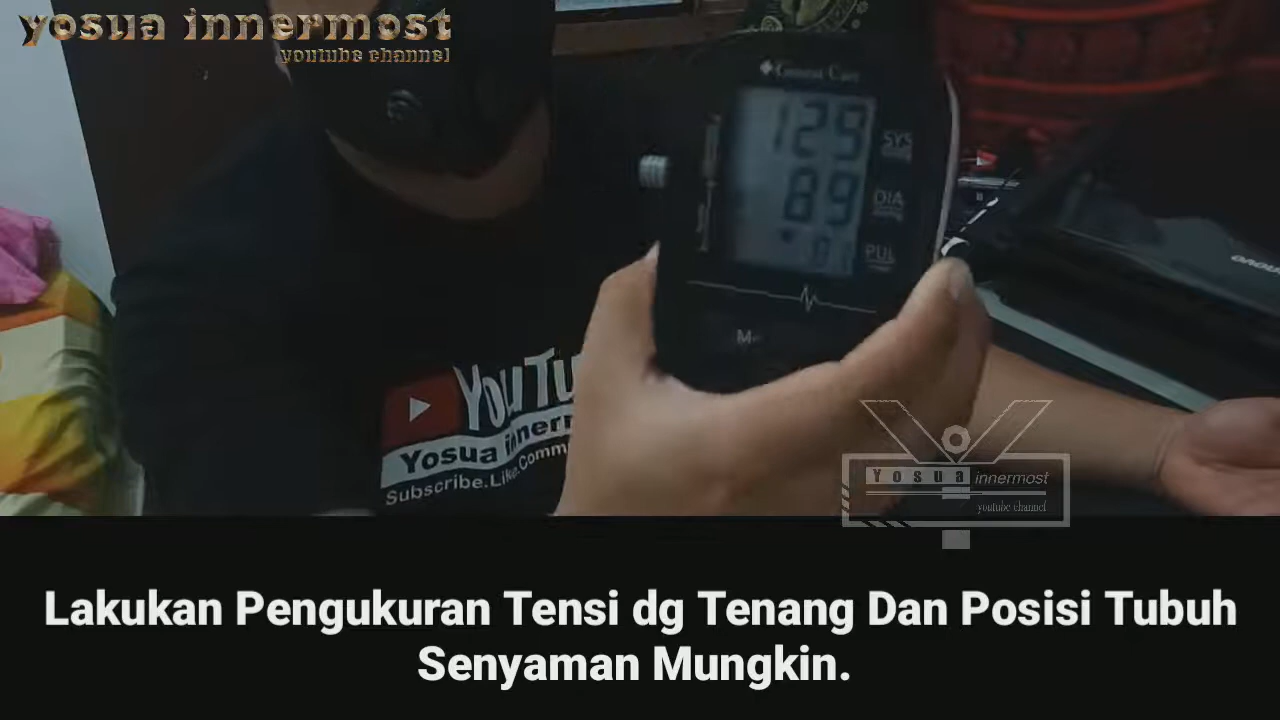 yosua innermost
youtube channel
General Care
129
SYS
89
DIA
PUL
M
YouTu
Yosua innerm
Subscribe.Like.Comm
Yosua innermost
youtube channel
Lakukan Pengukuran Tensi dg Tenang Dan Posisi Tubuh
Senyaman Mungkin.